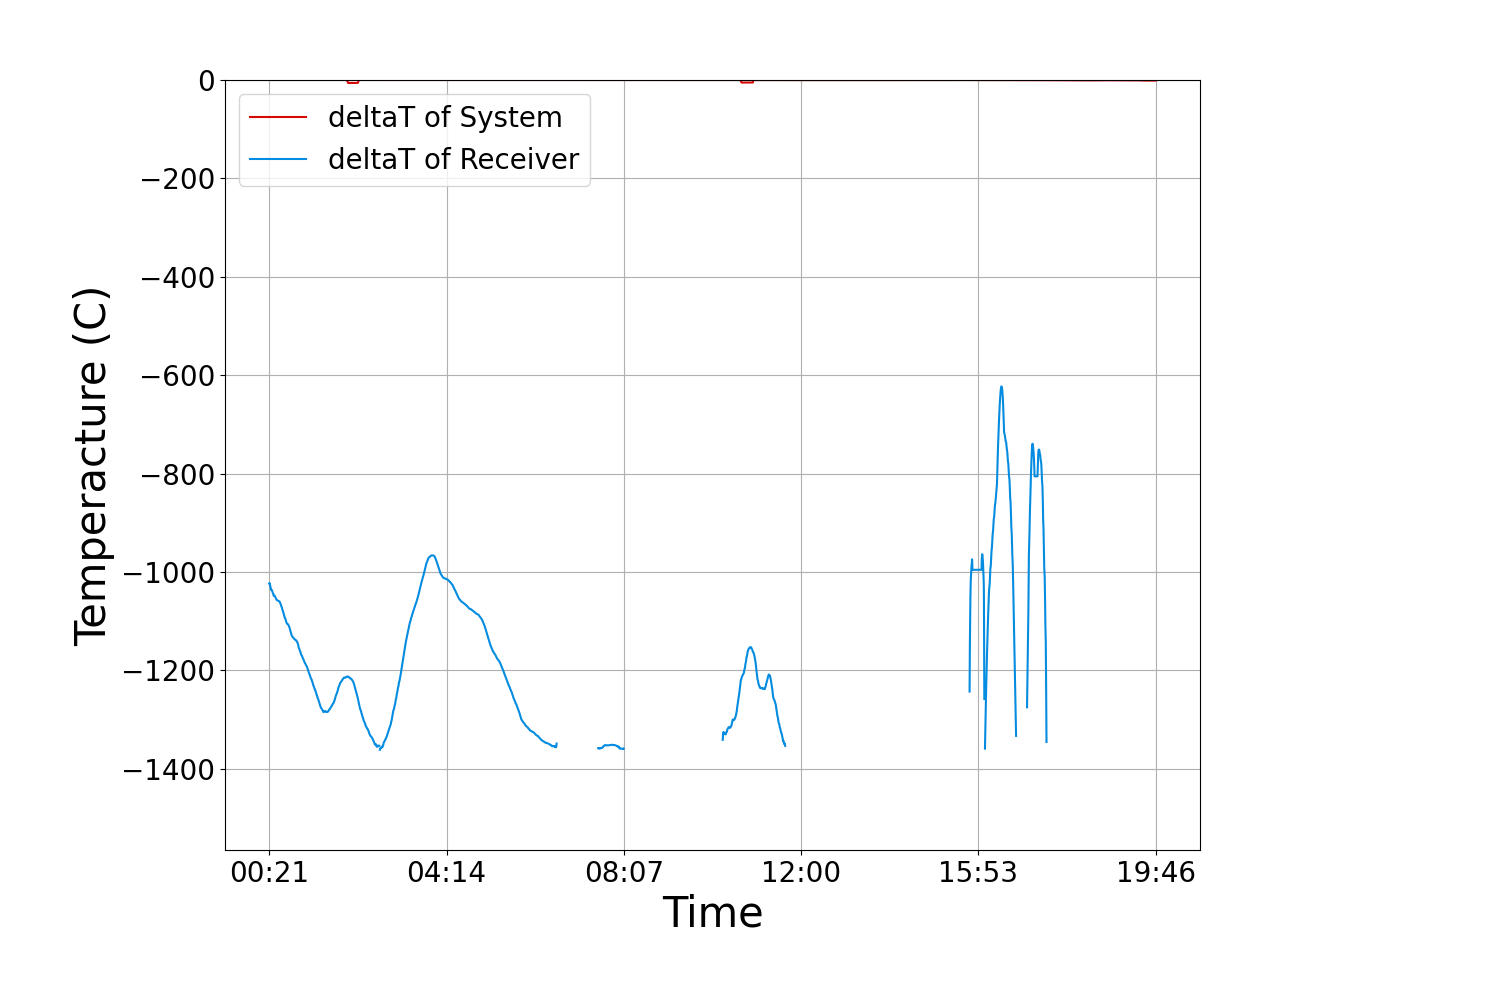 0
−200
−400
−600
−800
−1000
−1200
−1400
Temperacture (C)
deltaT of System
deltaT of Receiver
00:21 04:14 08:07 12:00 15:53 19:46
Time